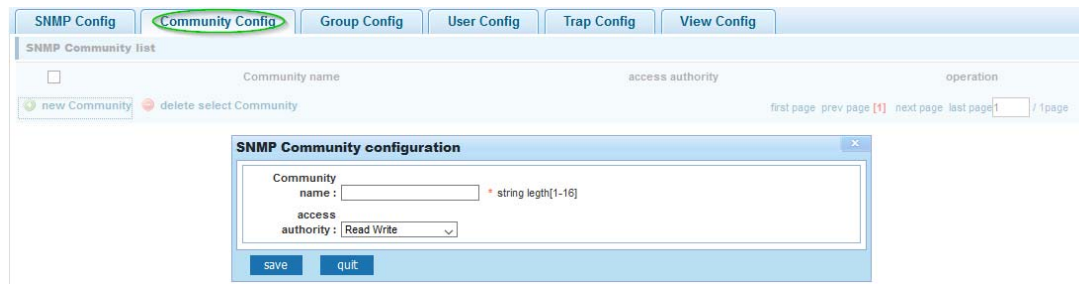 SNMP Config Community Config Group Config User Config Trap Config View Config
SNMP Community list
Community name access authority operation
new Community delete select Community first page prev page [1] next page last page 1 / 1page
SNMP Community configuration
Community
name : * string legth[1-16]
access
authority : Read Write
save quit